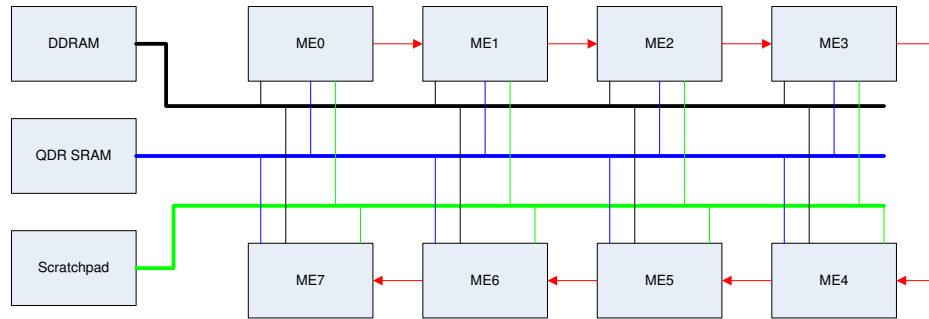 DDRAM
ME0
ME1
ME2
ME3
QDR SRAM
Scratchpad
ME7
ME6
ME5
ME4